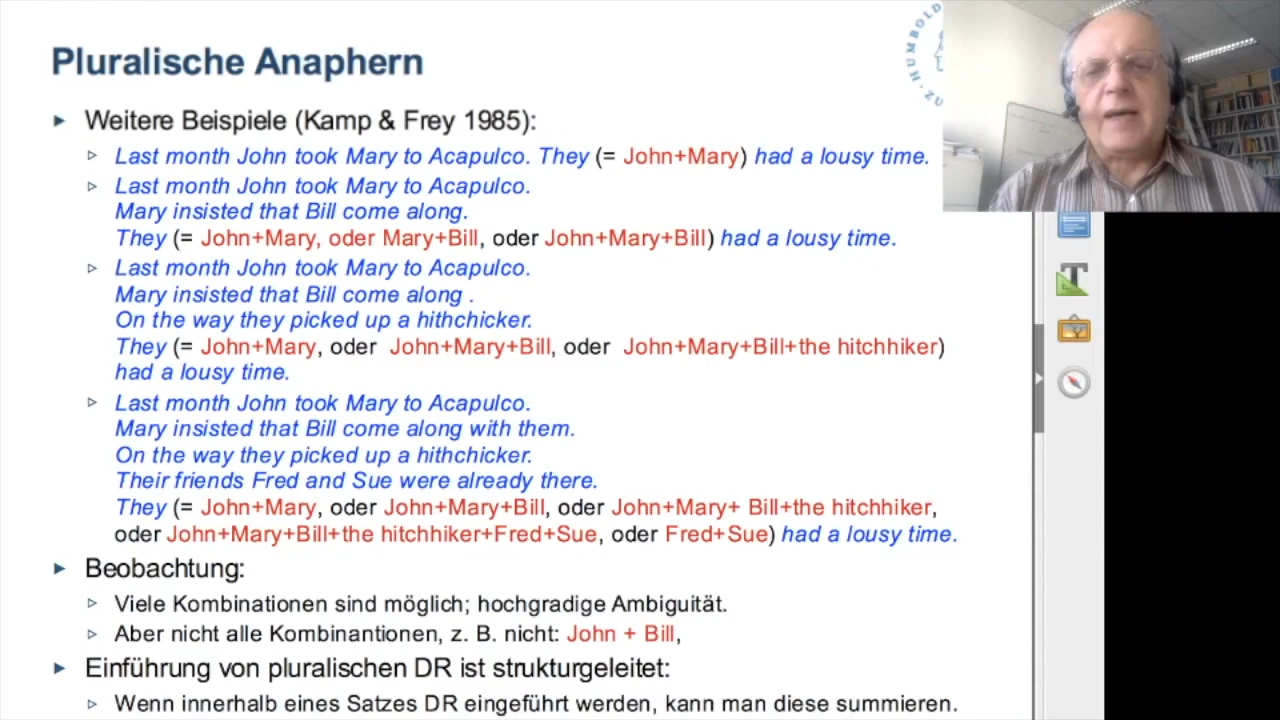 Pluralische Anaphern
Weitere Beispiele (Kamp & Frey 1985):
Last month John took Mary to Acapulco. They (= John+Mary) had a lousy time.
Last month John took Mary to Acapulco.
Mary insisted that Bill come along.
They (= John+Mary, oder Mary+Bill, oder John+Mary+Bill) had a lousy time.
Last month John took Mary to Acapulco.
Mary insisted that Bill come along .
On the way they picked up a hithchicker.
They (= John+Mary, oder John+Mary+Bill, oder John+Mary+Bill+the hitchhiker)
had a lousy time.
Last month John took Mary to Acapulco.
Mary insisted that Bill come along with them.
On the way they picked up a hithchicker.
Their friends Fred and Sue were already there.
They (= John+Mary, oder John+Mary+Bill, oder John+Mary+ Bill+the hitchhiker,
oder John+Mary+Bill+the hitchhiker+Fred+Sue, oder Fred+Sue) had a lousy time.
Beobachtung:
Viele Kombinationen sind möglich; hochgradige Ambiguität.
Aber nicht alle Kombinantionen, z. B. nicht: John + Bill,
Einführung von pluralischen DR ist strukturgeleitet:
Wenn innerhalb eines Satzes DR eingeführt werden, kann man diese summieren.
HUMBOLD
ZU
T